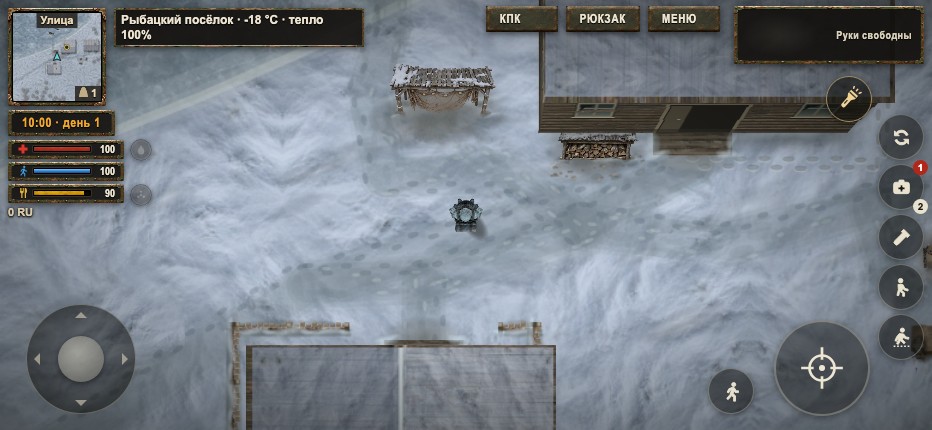 Улица
1
Рыбацкий посёлок · -18 °C · тепло
100%
КПК
РЮКЗАК
МЕНЮ
Руки свободны
10:00 · день 1
100
100
90
0 RU
1
2